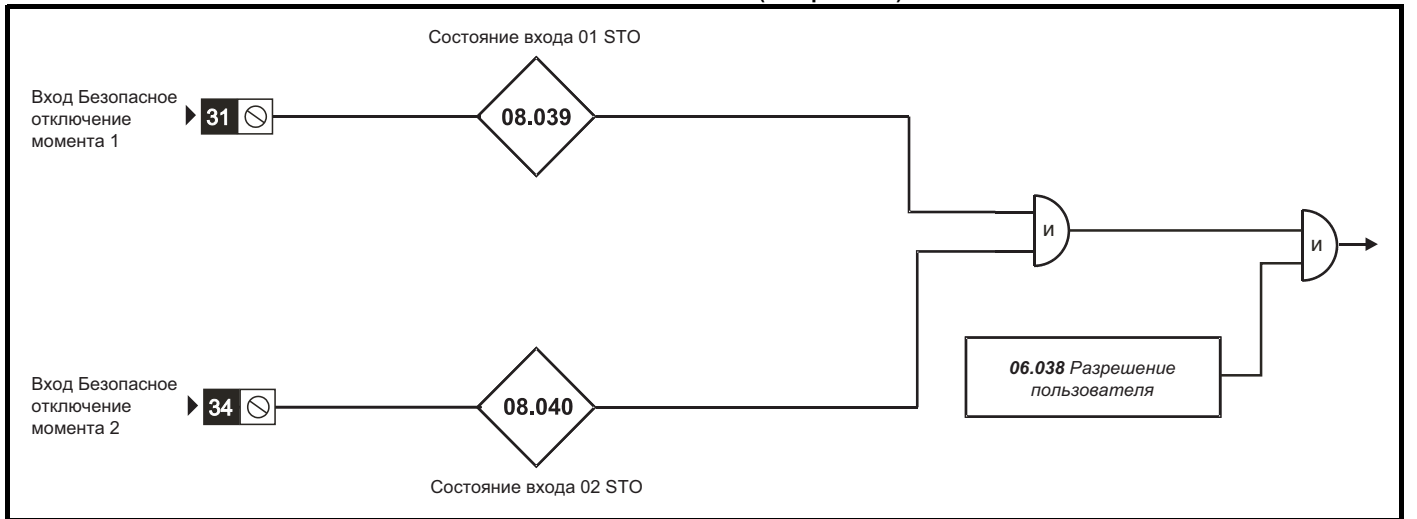 Состояние входа 01 STO
Вход Безопасное
отключение
момента 1
31
08.039
и
и
06.038 Разрешение
пользователя
Вход Безопасное
отключение
момента 2
34
08.040
Состояние входа 02 STO